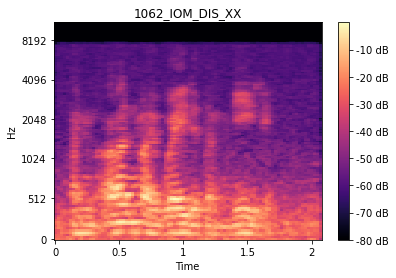 1062_IOM_DIS_XX
Hz
8192
4096
2048
1024
512
0
0
0.5
1
1.5
2
Time
-10 dB
-20 dB
-30 dB
-40 dB
-50 dB
-60 dB
-70 dB
-80 dB